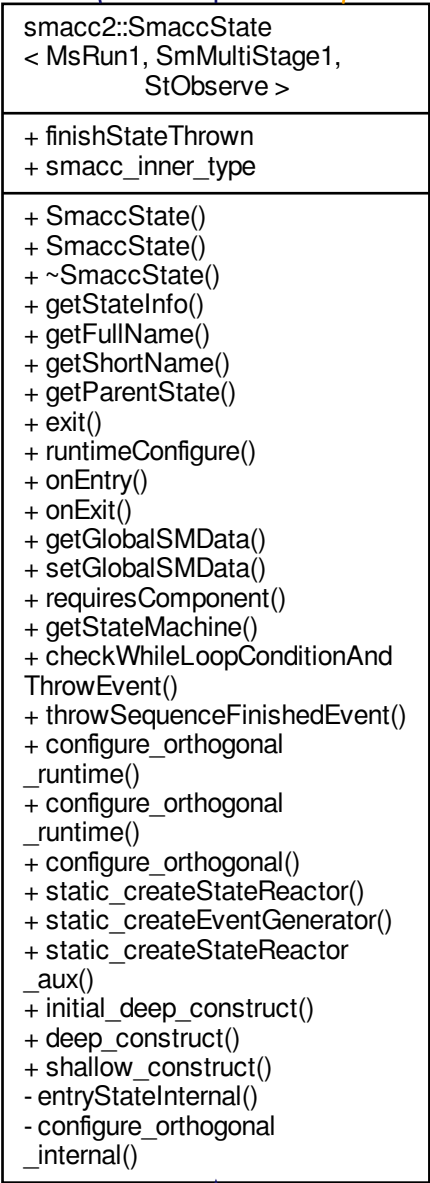 smacc2::SmaccState
< MsRun1, SmMultiStage1,
StObserve >
+ finishStateThrown
+ smacc_inner_type
+ SmaccState()
+ SmaccState()
+ ~SmaccState()
+ getStateInfo()
+ getFullName()
+ getShortName()
+ getParentState()
+ exit()
+ runtimeConfigure()
+ onEntry()
+ onExit()
+ getGlobalSMData()
+ setGlobalSMData()
+ requiresComponent()
+ getStateMachine()
+ checkWhileLoopConditionAnd
ThrowEvent()
+ throwSequenceFinishedEvent()
+ configure_orthogonal
_runtime()
+ configure_orthogonal
_runtime()
+ configure_orthogonal()
+ static_createStateReactor()
+ static_createEventGenerator()
+ static_createStateReactor
_aux()
+ initial_deep_construct()
+ deep_construct()
+ shallow_construct()
- entryStateInternal()
- configure_orthogonal
_internal()